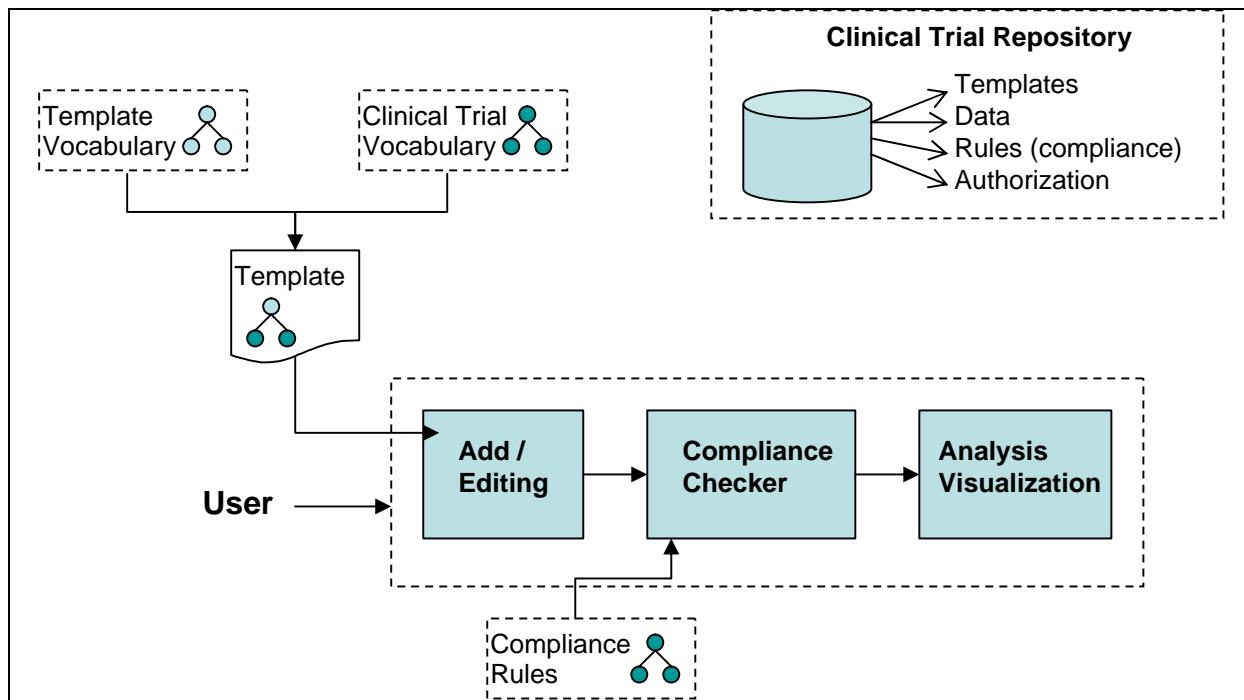 Clinical Trial Repository
Templates
Data
Rules (compliance)
Authorization
Template
Vocabulary
Clinical Trial
Vocabulary
Template
User
Add /
Editing
Compliance
Checker
Analysis
Visualization
Compliance
Rules